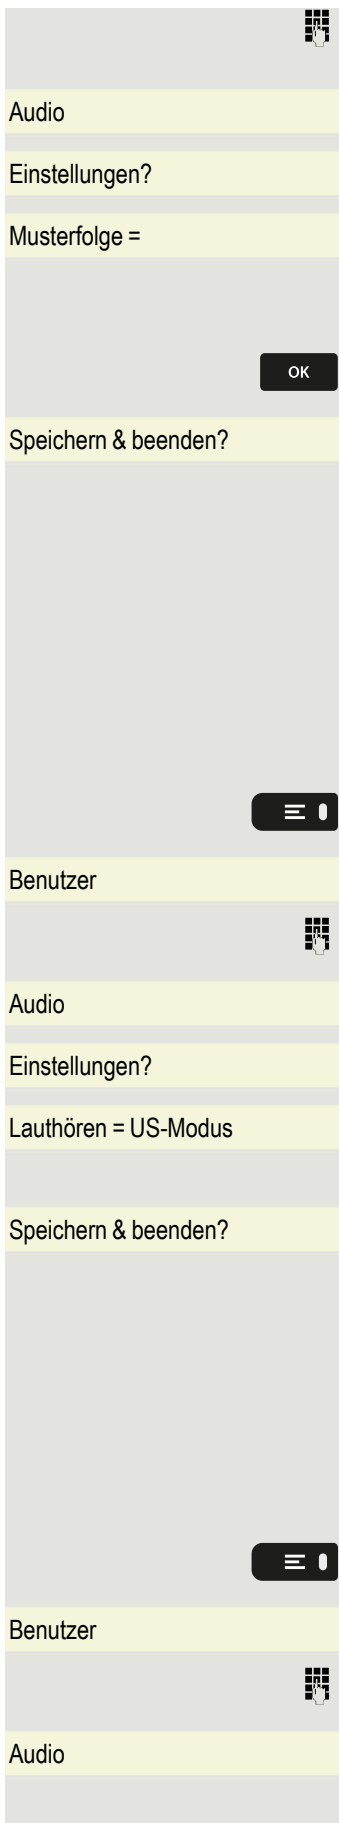 Audio
Einstellungen?
Musterfolge =
OK
Speichern & beenden?
Benutzer
Audio
Einstellungen?
Lauthören = US-Modus
Speichern & beenden?
Benutzer
Audio